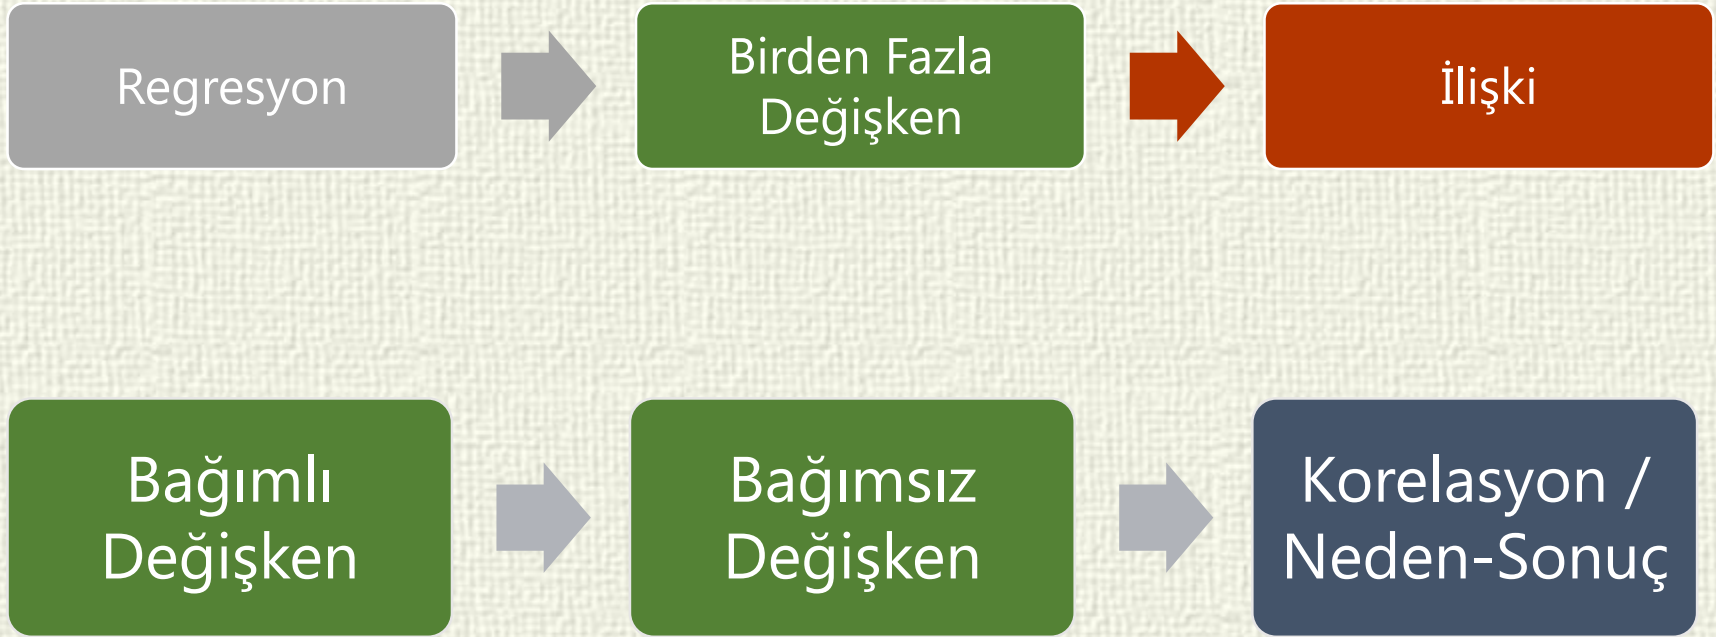 Regresyon
Birden Fazla
Değişken
İlişki
Bağımlı
Değişken
Bağımsız
Değişken
Korelasyon /
Neden-Sonuç